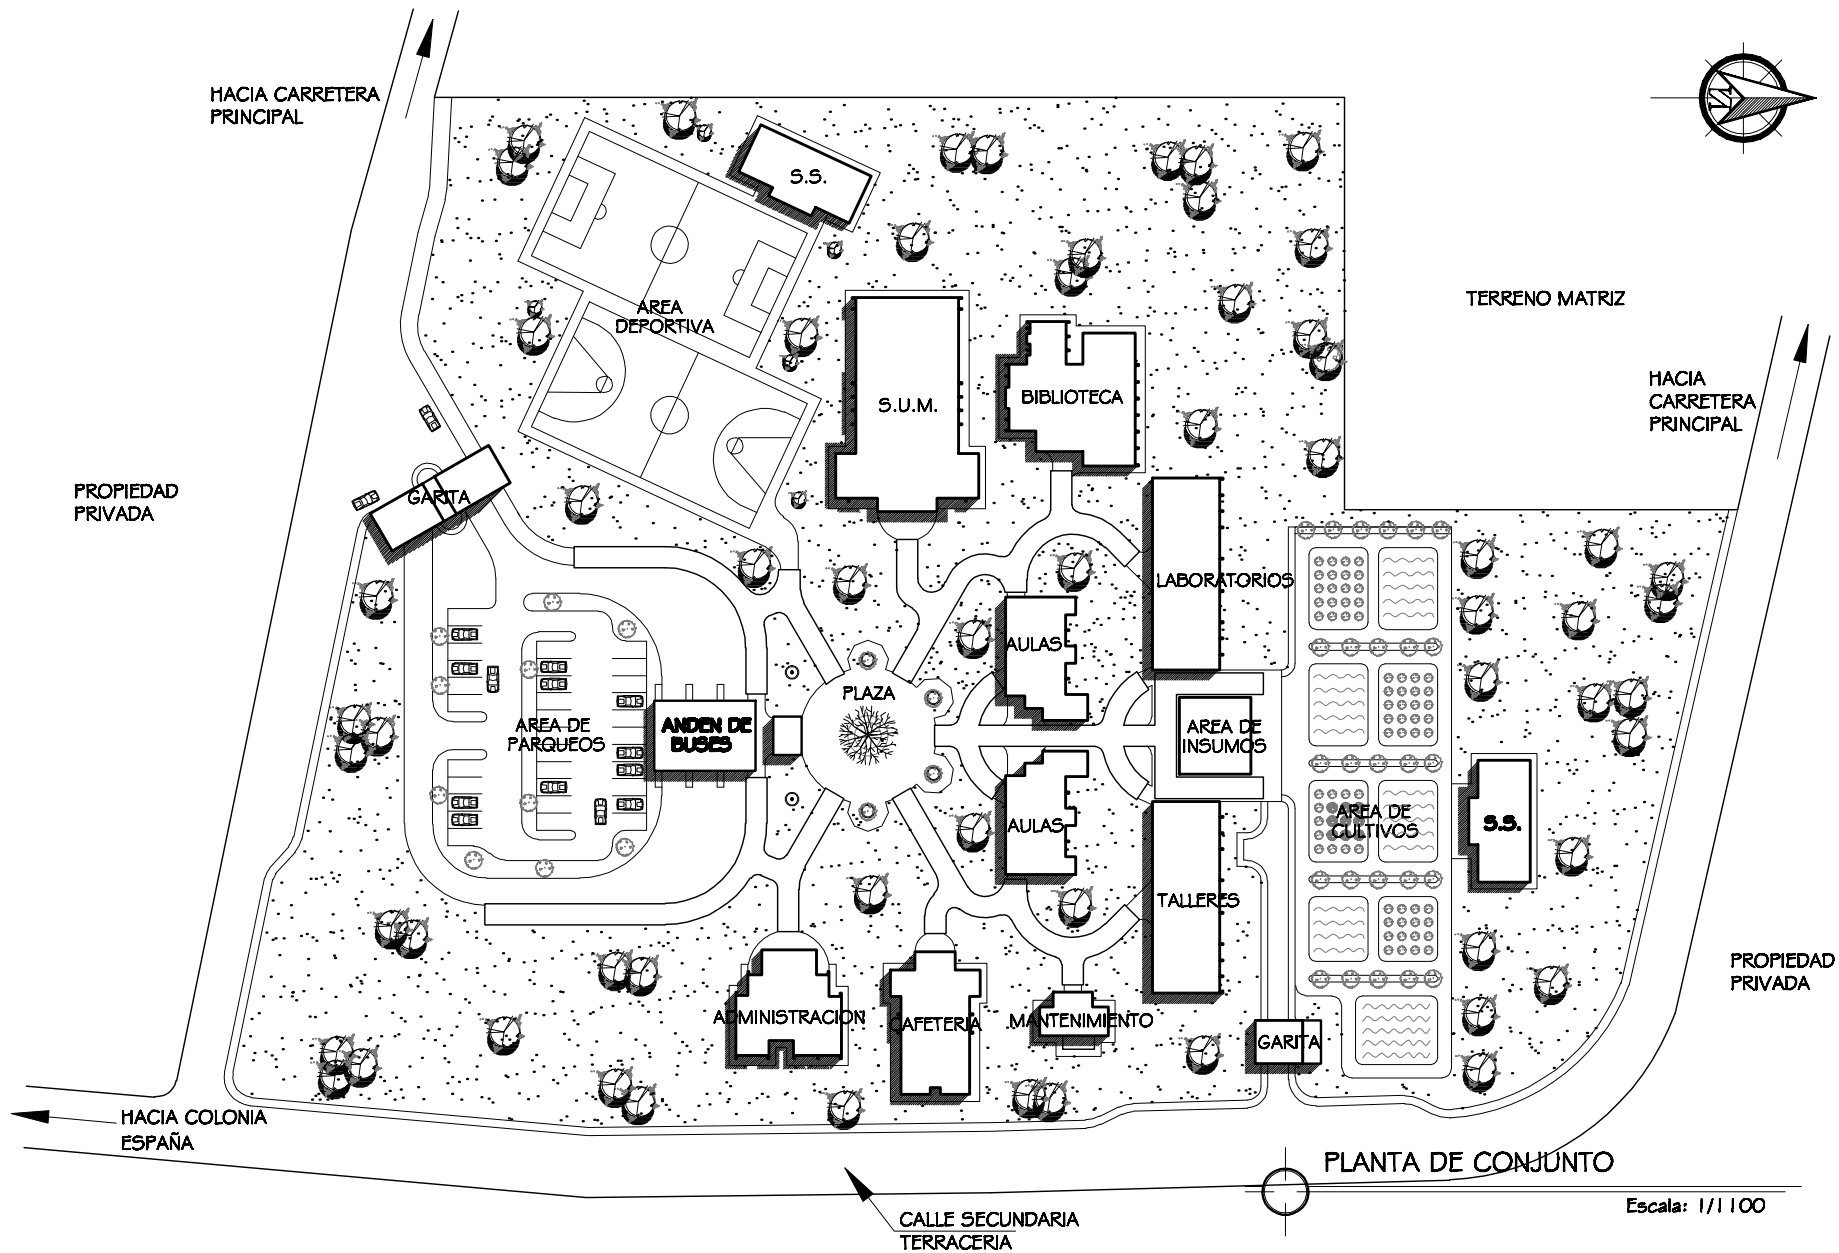 HACIA CARRETERA
PRINCIPAL
N
S.S.
AREA
DEPORTIVA
TERRENO MATRIZ
S.U.M.
BIBLIOTECA
HACIA
CARRETERA
PRINCIPAL
PROPIEDAD
PRIVADA
GARITA
LABORATORIOS
AULAS
PLAZA
AREA DE
PARQUEOS
ANDEN DE
BUSES
AREA DE
INSUMOS
AULAS
AREA DE
CULTIVOS
S.S.
TALLERES
PROPIEDAD
PRIVADA
ADMINISTRACION
CAFETERIA
MANTENIMIENTO
GARITA
HACIA COLONIA
ESPAÑA
PLANTA DE CONJUNTO
Escala: 1/1100
CALLE SECUNDARIA
TERRACERIA